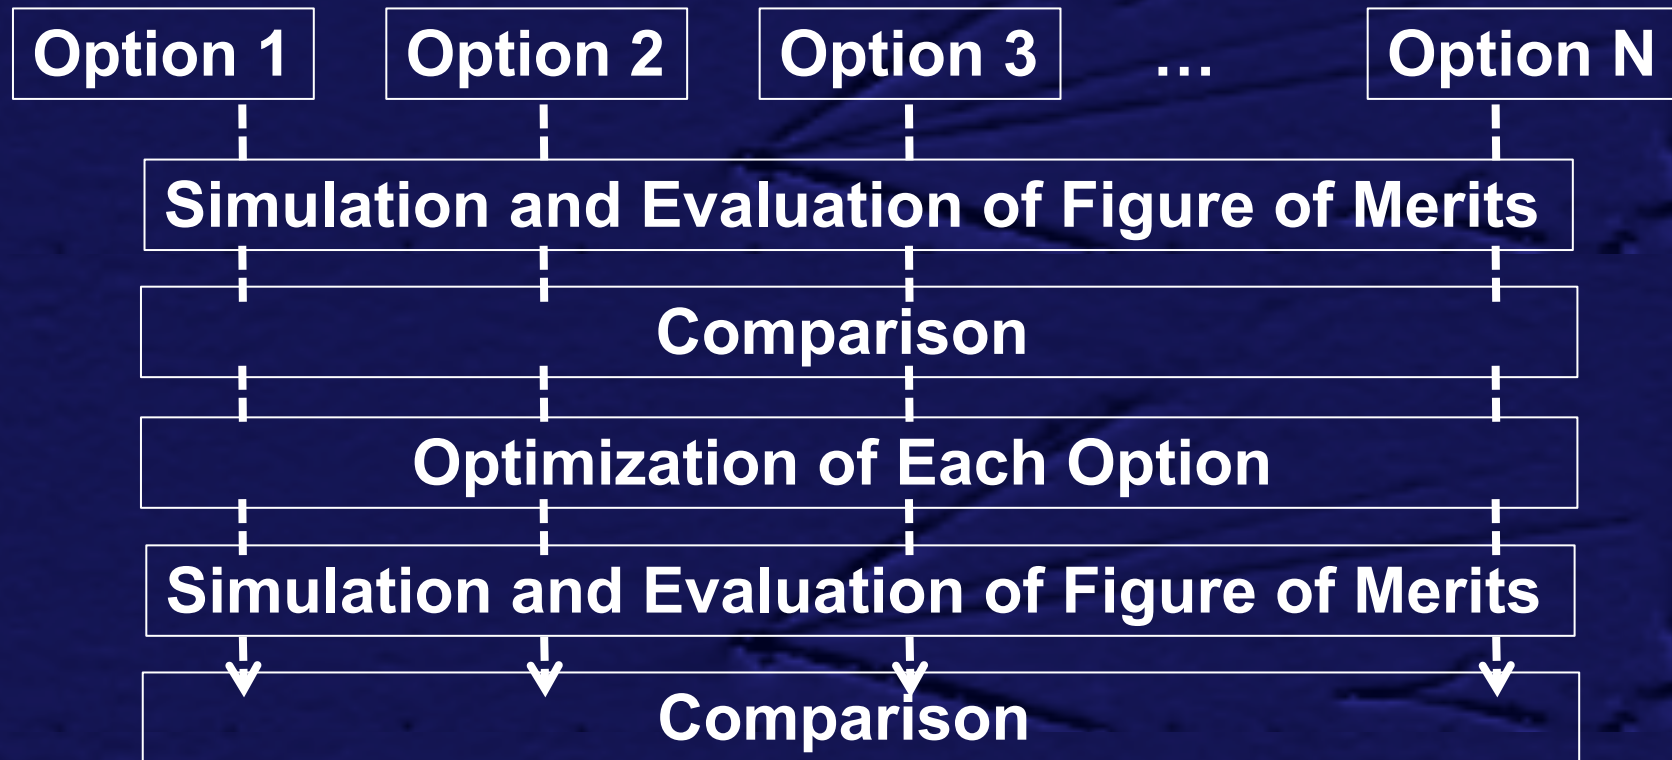 Option 1 Option 2 Option 3 ... Option N
Simulation and Evaluation of Figure of Merits
Comparison
Optimization of Each Option
Simulation and Evaluation of Figure of Merits
Comparison